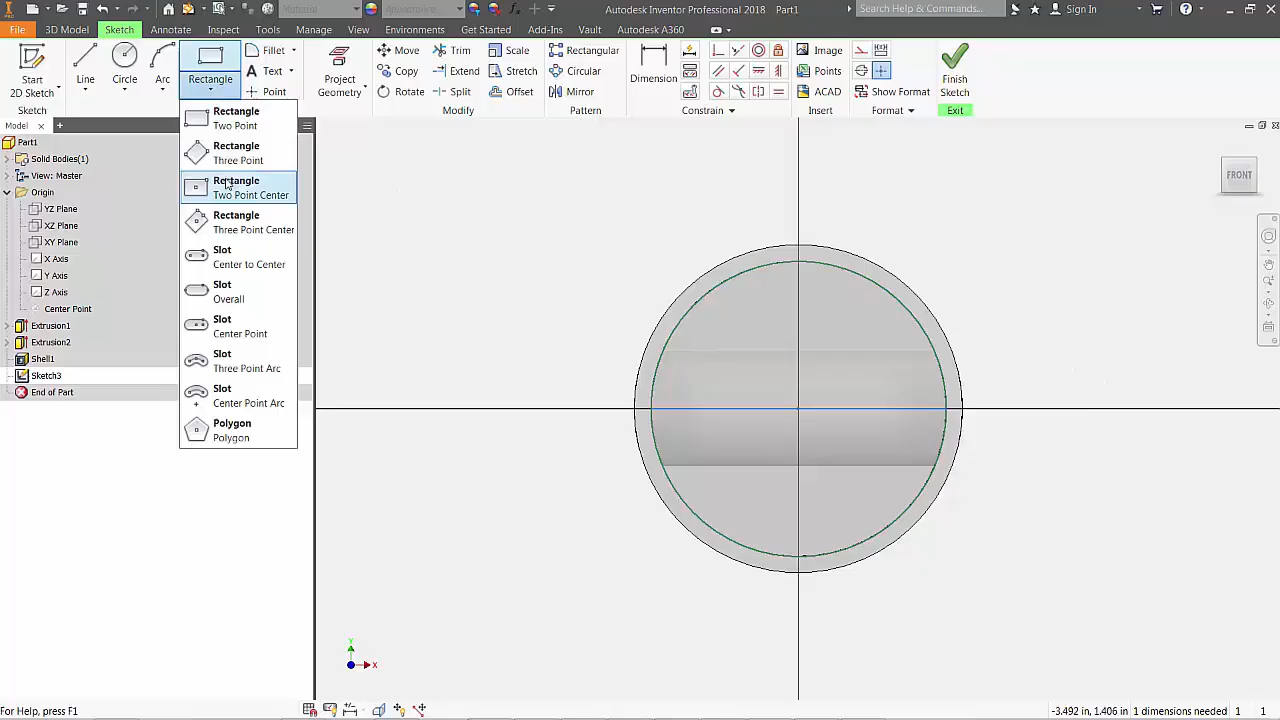 Material
Appearance
Autodesk Inventor Professional 2018 Part1
Search Help & Commands...
Sign In
File
Sketch
3D Model
Sketch
Annotate
Inspect
Tools
Manage
View
Environments
Get Started
Add-Ins
Vault
Autodesk A360
Start
2D Sketch
Line
Circle
Arc
Rectangle
Fillet
Text
Point
Project
Geometry
Move
Copy
Rotate
Trim
Extend
Split
Scale
Stretch
Offset
Modify
Rectangular
Circular
Mirror
Pattern
Dimension
Constrain
Image
Points
ACAD
Insert
Show Format
Format
Finish
Sketch
Exit
Model
Part1
Solid Bodies(1)
View: Master
Origin
YZ Plane
XZ Plane
XY Plane
X Axis
Y Axis
Z Axis
Center Point
Extrusion1
Extrusion2
Shell1
Sketch3
End of Part
Rectangle
Two Point
Rectangle
Three Point
Rectangle
Two Point Center
Rectangle
Three Point Center
Slot
Center to Center
Slot
Overall
Slot
Center Point
Slot
Three Point Arc
Slot
Center Point Arc
Polygon
Polygon
FRONT
Y
X
For Help, press F1
-3.492 in, 1.406 in 1 dimensions needed 1 1